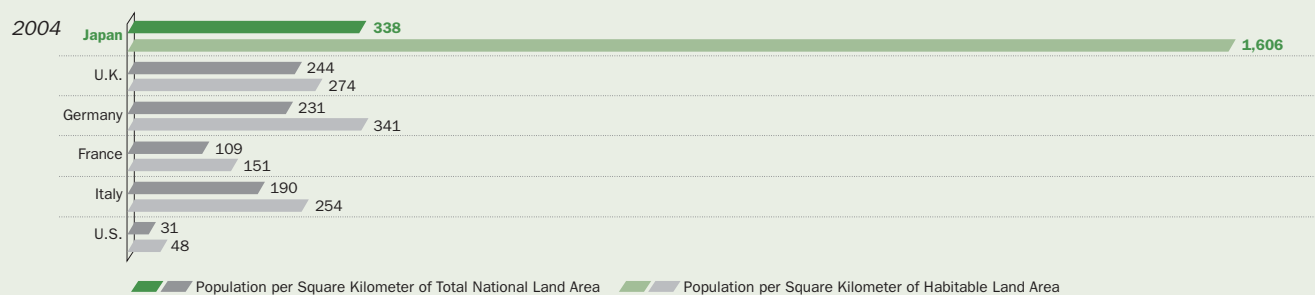 2004
Japan 338
1,606
U.K. 244
274
Germany 231
341
France 109
151
Italy 190
254
U.S. 31
48
Population per Square Kilometer of Total National Land Area Population per Square Kilometer of Habitable Land Area